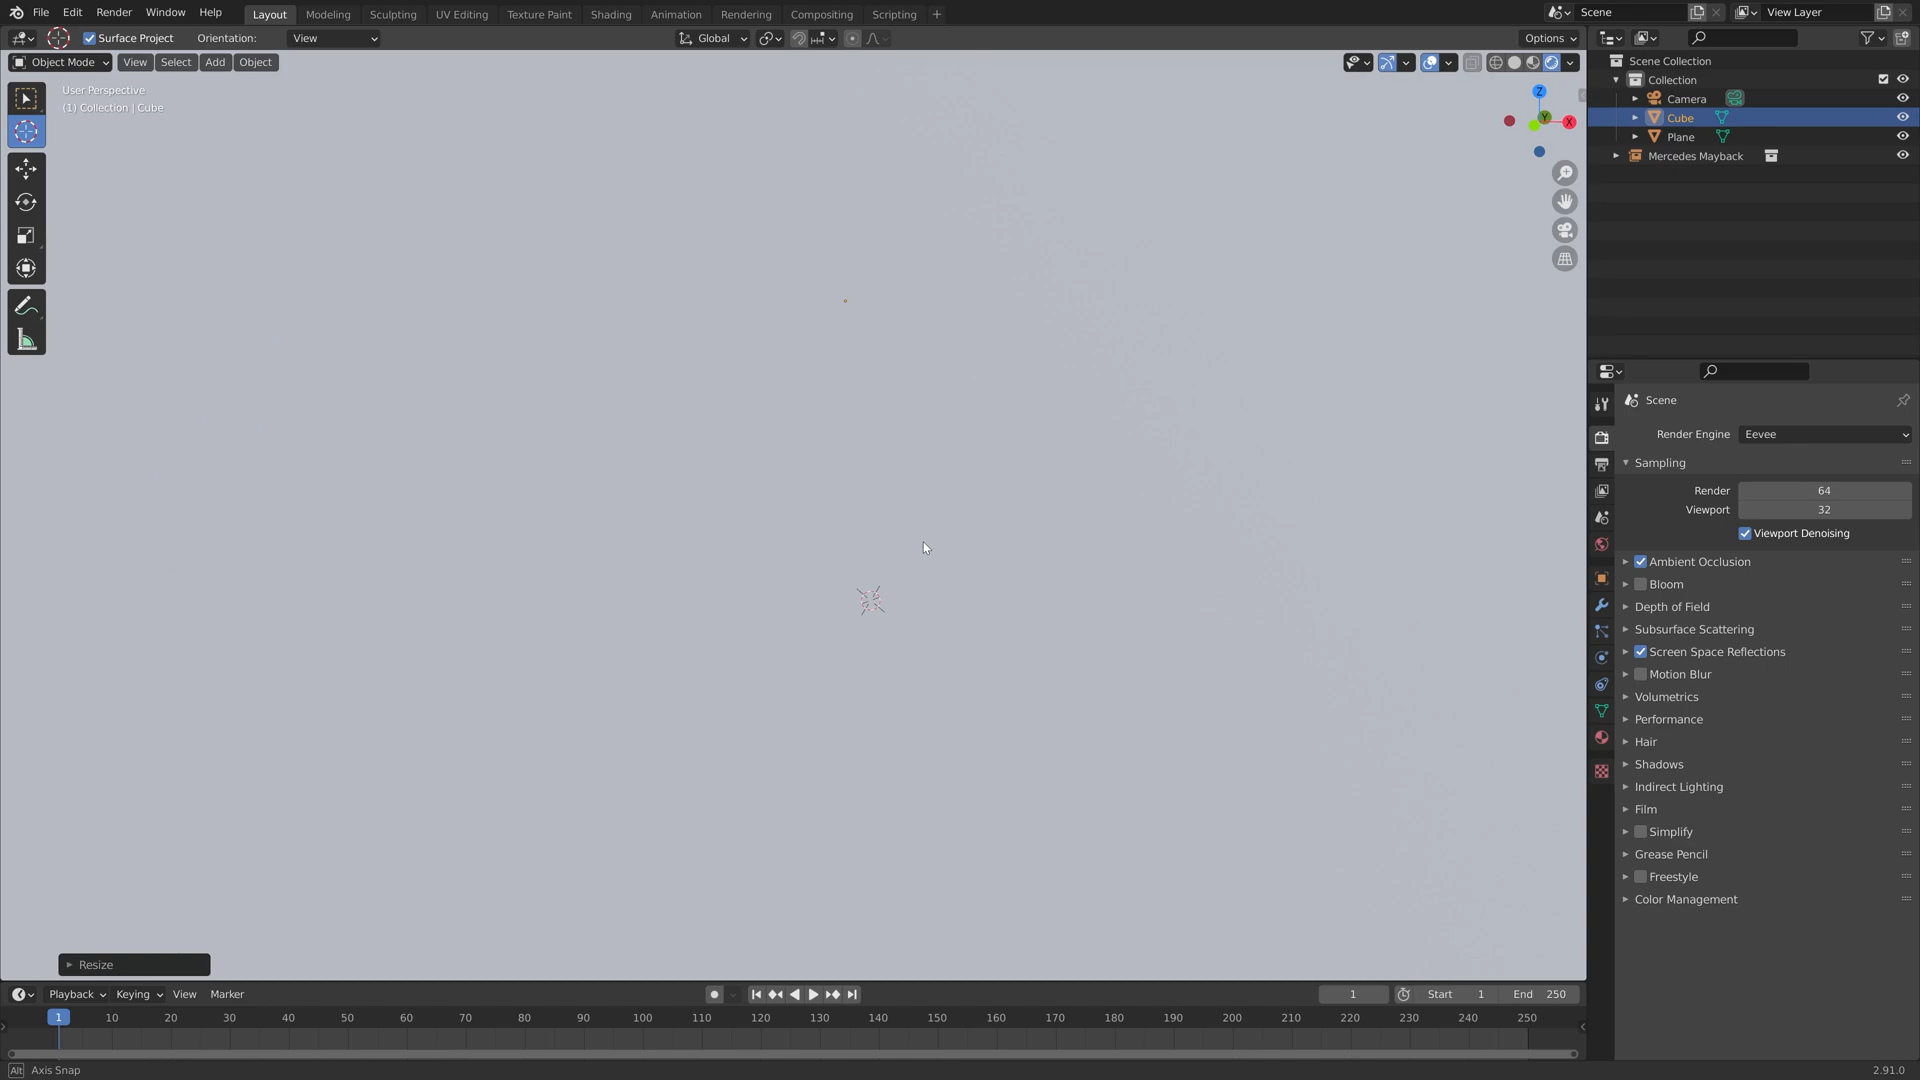 File Edit Render Window Help Layout Modeling Sculpting UV Editing Texture Paint Shading Animation Rendering Compositing Scripting + Scene View Layer
Surface Project Orientation: View Global Options
Object Mode View Select Add Object
User Perspective
(1) Collection | Cube
Z
Y
X
Scene Collection
Collection
Camera
Cube
Plane
Mercedes Mayback
Scene
Render Engine Eevee
Sampling
Render 64
Viewport 32
Viewport Denoising
Ambient Occlusion
Bloom
Depth of Field
Subsurface Scattering
Screen Space Reflections
Motion Blur
Volumetrics
Performance
Hair
Shadows
Indirect Lighting
Film
Simplify
Grease Pencil
Freestyle
Color Management
Resize
Playback Keying View Marker 1 Start 1 End 250
1 10 20 30 40 50 60 70 80 90 100 110 120 130 140 150 160 170 180 190 200 210 220 230 240 250
Alt Axis Snap 2.91.0